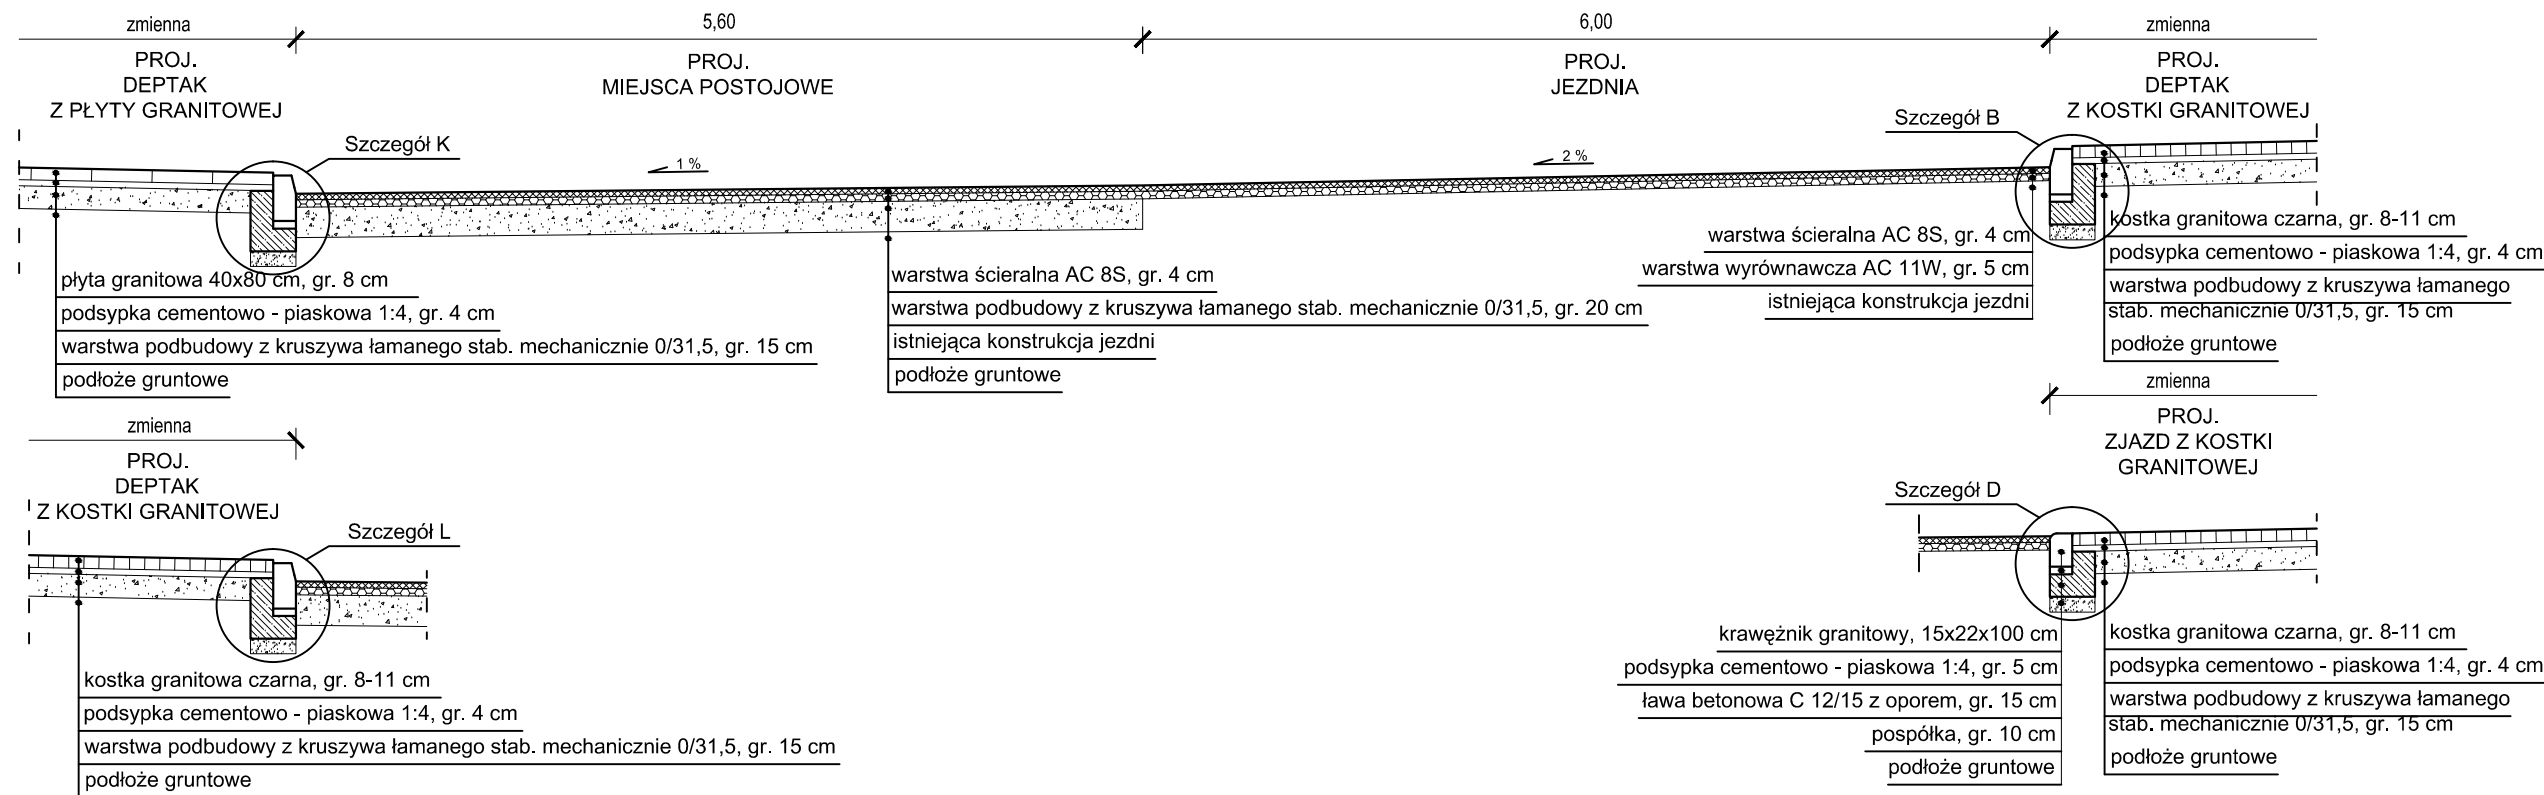 zmienna
5,60
6,00
zmienna
PROJ.
DEPTAK
Z PŁYTY GRANITOWEJ
PROJ.
MIEJSCA POSTOJOWE
PROJ.
JEZDNIA
PROJ.
DEPTAK
Z KOSTKI GRANITOWEJ
Szczegół K
1 %
2 %
Szczegół B
płyta granitowa 40x80 cm, gr. 8 cm
podsypka cementowo - piaskowa 1:4, gr. 4 cm
warstwa podbudowy z kruszywa łamanego stab. mechanicznie 0/31,5, gr. 15 cm
podłoże gruntowe
warstwa ścieralna AC 8S, gr. 4 cm
warstwa podbudowy z kruszywa łamanego stab. mechanicznie 0/31,5, gr. 20 cm
istniejąca konstrukcja jezdni
podłoże gruntowe
warstwa ścieralna AC 8S, gr. 4 cm
warstwa wyrównawcza AC 11W, gr. 5 cm
istniejąca konstrukcja jezdni
kostka granitowa czarna, gr. 8-11 cm
podsypka cementowo - piaskowa 1:4, gr. 4 cm
warstwa podbudowy z kruszywa łamanego
stab. mechanicznie 0/31,5, gr. 15 cm
podłoże gruntowe
zmienna
PROJ.
DEPTAK
Z KOSTKI GRANITOWEJ
Szczegół L
kostka granitowa czarna, gr. 8-11 cm
podsypka cementowo - piaskowa 1:4, gr. 4 cm
warstwa podbudowy z kruszywa łamanego stab. mechanicznie 0/31,5, gr. 15 cm
podłoże gruntowe
zmienna
PROJ.
ZJAZD Z KOSTKI
GRANITOWEJ
Szczegół D
krawężnik granitowy, 15x22x100 cm
podsypka cementowo - piaskowa 1:4, gr. 5 cm
ława betonowa C 12/15 z oporem, gr. 15 cm
pospółka, gr. 10 cm
podłoże gruntowe
kostka granitowa czarna, gr. 8-11 cm
podsypka cementowo - piaskowa 1:4, gr. 4 cm
warstwa podbudowy z kruszywa łamanego
stab. mechanicznie 0/31,5, gr. 15 cm
podłoże gruntowe